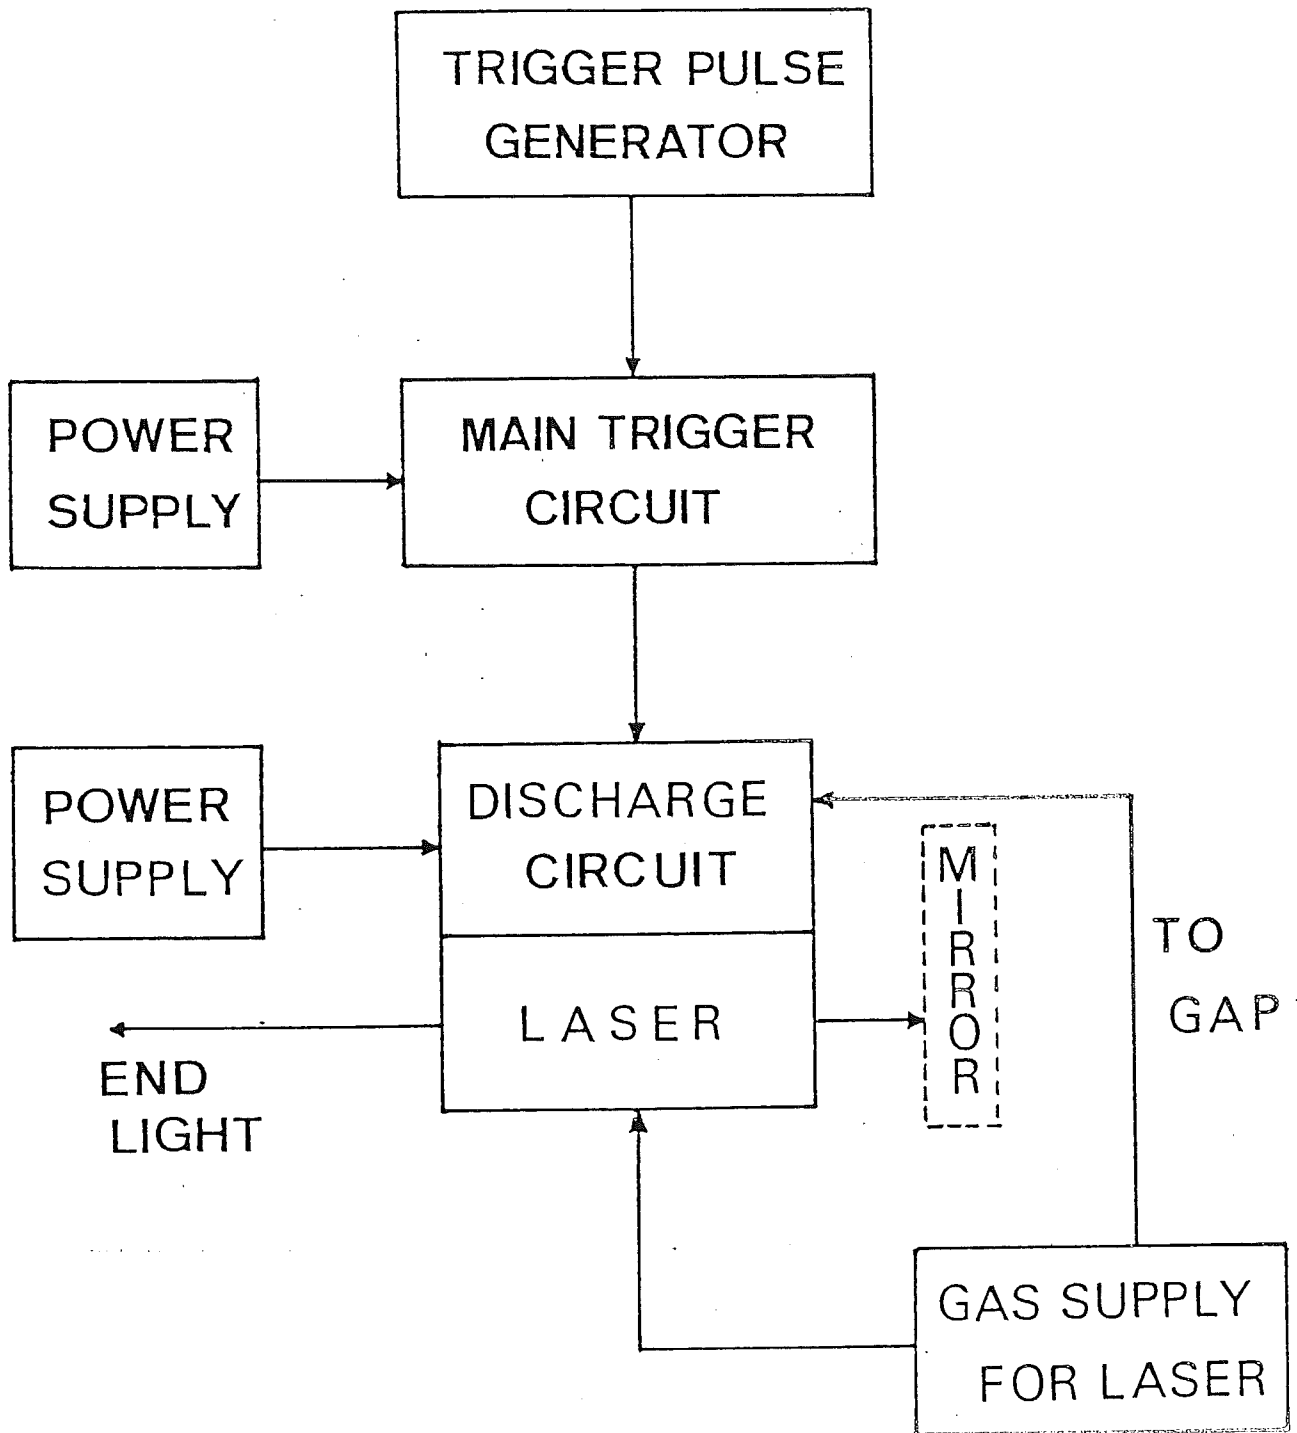 TRIGGER PULSE
GENERATOR
POWER
SUPPLY
MAIN TRIGGER
CIRCUIT
POWER
SUPPLY
DISCHARGE
CIRCUIT
MIRROR
TO
GAP
LASER
END
LIGHT
GAS SUPPLY
FOR LASER